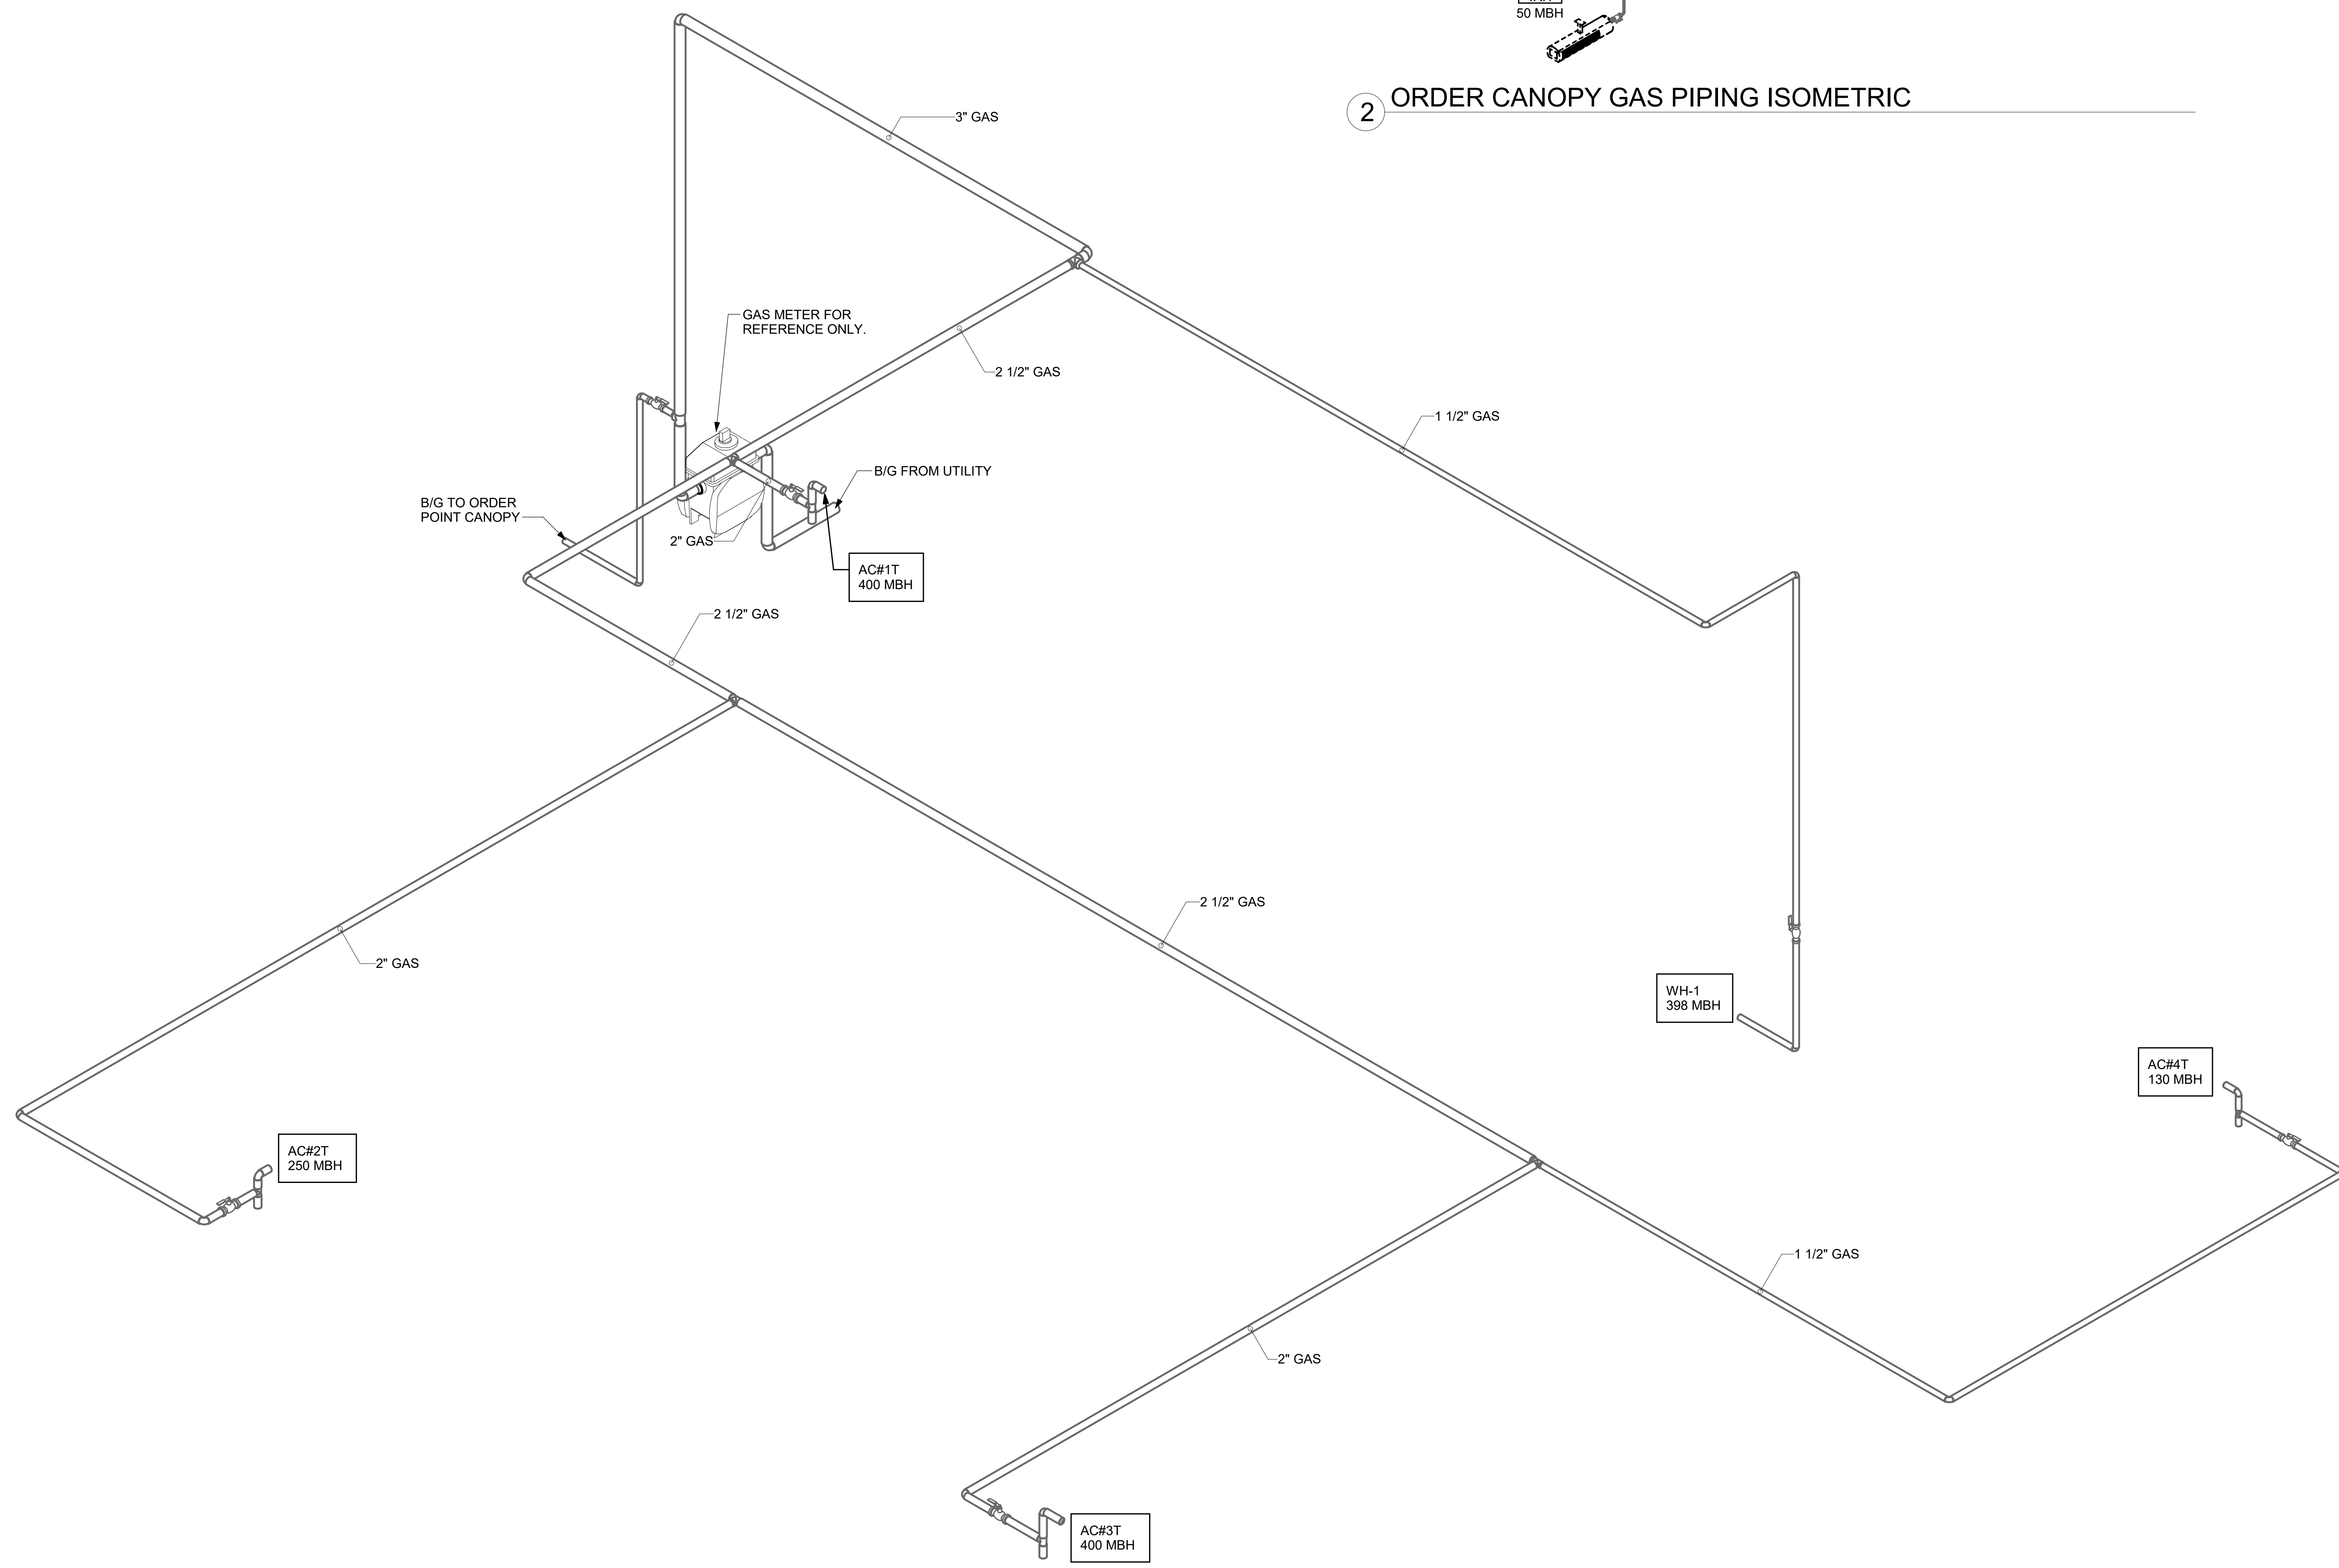 50 MBH
2
ORDER CANOPY GAS PIPING ISOMETRIC
3" GAS
GAS METER FOR
REFERENCE ONLY.
2 1/2" GAS
1 1/2" GAS
B/G FROM UTILITY
B/G TO ORDER
POINT CANOPY
2" GAS
AC#1T
400 MBH
2 1/2" GAS
2 1/2" GAS
2" GAS
WH-1
398 MBH
AC#4T
130 MBH
AC#2T
250 MBH
1 1/2" GAS
2" GAS
AC#3T
400 MBH